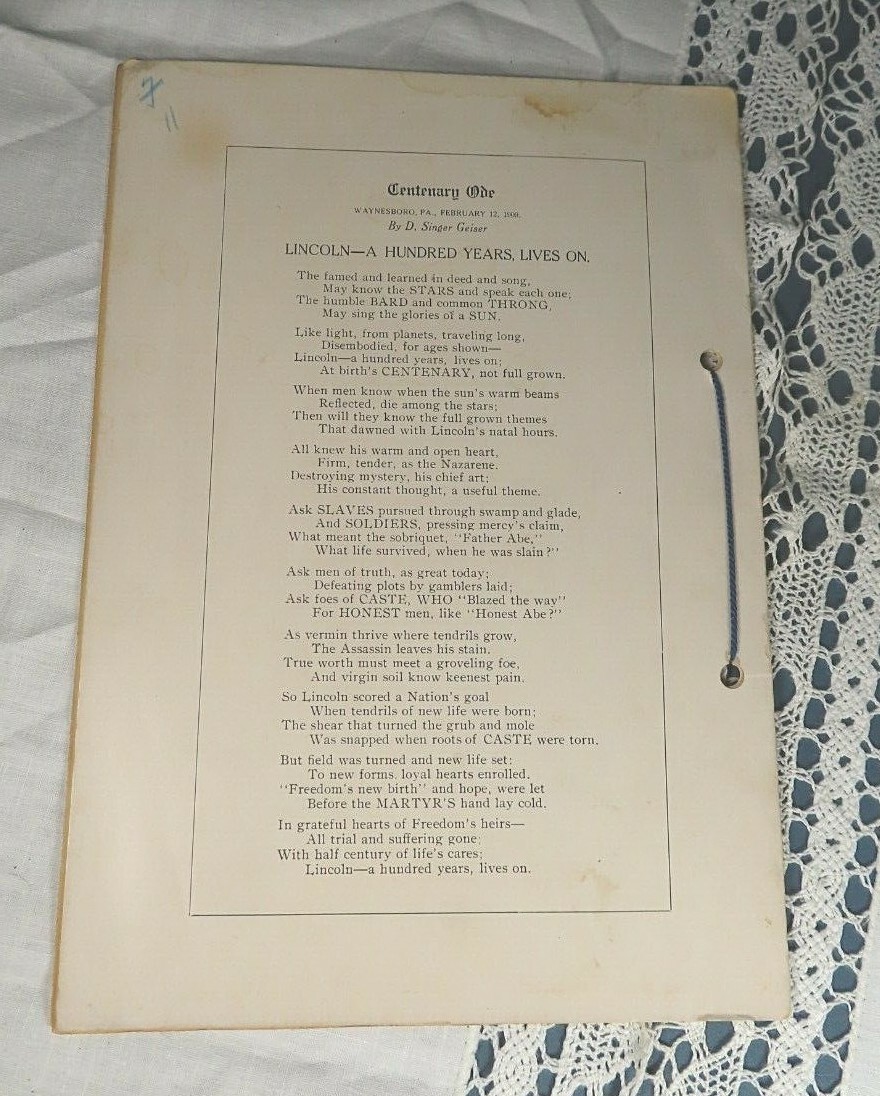 7
11
Centenary Ode
WAYNESBORO, PA., FEBRUARY 12, 1909.
By D. Singer Geiser
LINCOLN—A HUNDRED YEARS, LIVES ON.
The famed and learned in deed and song,
May know the STARS and speak each one;
The humble BARD and common THRONG,
May sing the glories of a SUN.
Like light, from planets, traveling long,
Disembodied, for ages shown—
Lincoln—a hundred years, lives on;
At birth's CENTENARY, not full grown.
When men know when the sun's warm beams
Reflected, die among the stars;
Then will they know the full grown themes
That dawned with Lincoln's natal hours.
All knew his warm and open heart,
Firm, tender, as the Nazarene.
Destroying mystery, his chief art;
His constant thought, a useful theme.
Ask SLAVES pursued through swamp and glade,
And SOLDIERS, pressing mercy's claim,
What meant the sobriquet, "Father Abe,"
What life survived, when he was slain?"
Ask men of truth, as great today;
Defeating plots by gamblers laid;
Ask foes of CASTE, WHO "Blazed the way"
For HONEST men, like "Honest Abe?"
As vermin thrive where tendrils grow,
The Assassin leaves his stain.
True worth must meet a groveling foe,
And virgin soil know keenest pain.
So Lincoln scored a Nation's goal
When tendrils of new life were born;
The shear that turned the grub and mole
Was snapped when roots of CASTE were torn.
But field was turned and new life set;
To new forms, loyal hearts enrolled.
"Freedom's new birth" and hope, were let
Before the MARTYR'S hand lay cold.
In grateful hearts of Freedom's heirs—
All trial and suffering gone;
With half century of life's cares;
Lincoln—a hundred years, lives on.